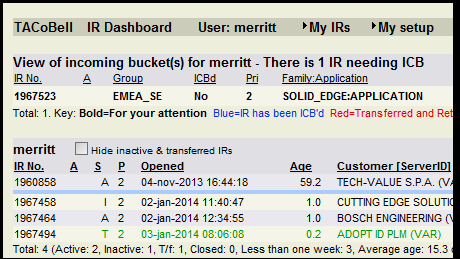 TACoBell IR Dashboard User: merritt My IRs My setup
View of incoming bucket(s) for merritt - There is 1 IR needing ICB
IR No. A Group ICBd Pri Family:Application
1967523 EMEA_SE No 2 SOLID_EDGE:APPLICATION
Total: 1. Key: Bold=For your attention Blue=IR has been ICB'd Red=Transferred and Ret
merritt Hide inactive & transferred IRs
IR No. A S P Opened Age Customer [ServerID]
1960858 A 2 04-nov-2013 16:44:18 59.2 TECH-VALUE S.P.A. (VA
1967458 I 2 02-jan-2014 11:40:47 1.0 CUTTING EDGE SOLUTIO
1967464 A 2 02-jan-2014 12:34:55 1.0 BOSCH ENGINEERING (V
1967494 T 2 03-jan-2014 08:06:08 0.2 ADOPT ID PLM (VAR)
Total: 4 (Active: 2, Inactive: 1, T/f: 1, Closed: 0, Less than one week: 3, Average age: 15.3 d